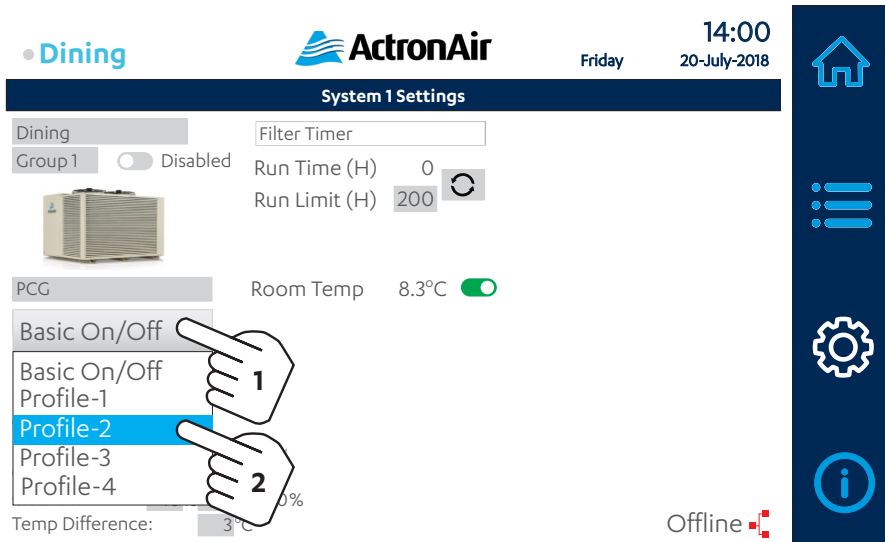 Dining
ActronAir
Friday
14:00
20-July-2018
System 1 Settings
Dining
Group 1 Disabled
Filter Timer
Run Time (H) 0
Run Limit (H) 200
PCG
Room Temp 8.3°C
Basic On/Off
1
Basic On/Off
Profile-1
Profile-2
Profile-3
Profile-4
2
0%
Temp Difference: 3°C
Offline